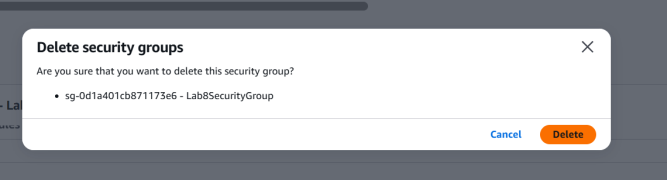 Delete security groups
Are you sure that you want to delete this security group?
• sg-0d1a401cb871173e6 - Lab8SecurityGroup
- La
Cancel
Delete